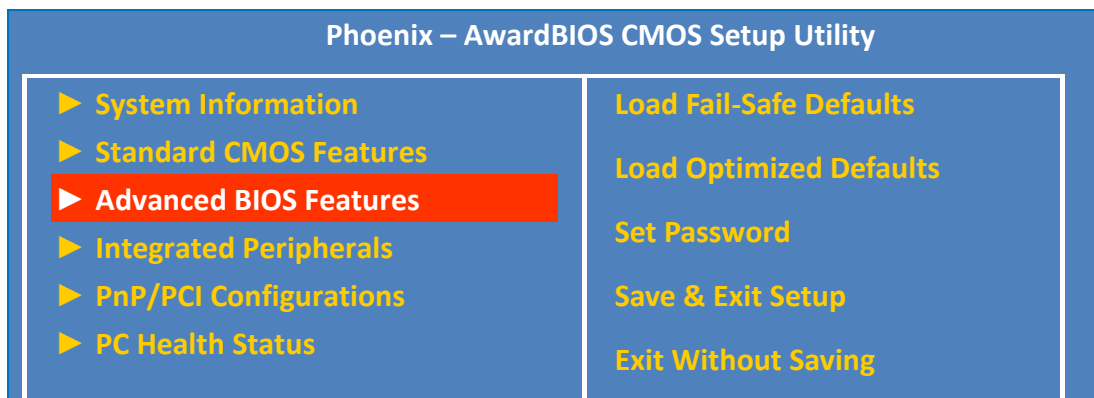 Phoenix – AwardBIOS CMOS Setup Utility
► System Information
► Standard CMOS Features
► Advanced BIOS Features
► Integrated Peripherals
► PnP/PCI Configurations
► PC Health Status
Load Fail-Safe Defaults
Load Optimized Defaults
Set Password
Save & Exit Setup
Exit Without Saving